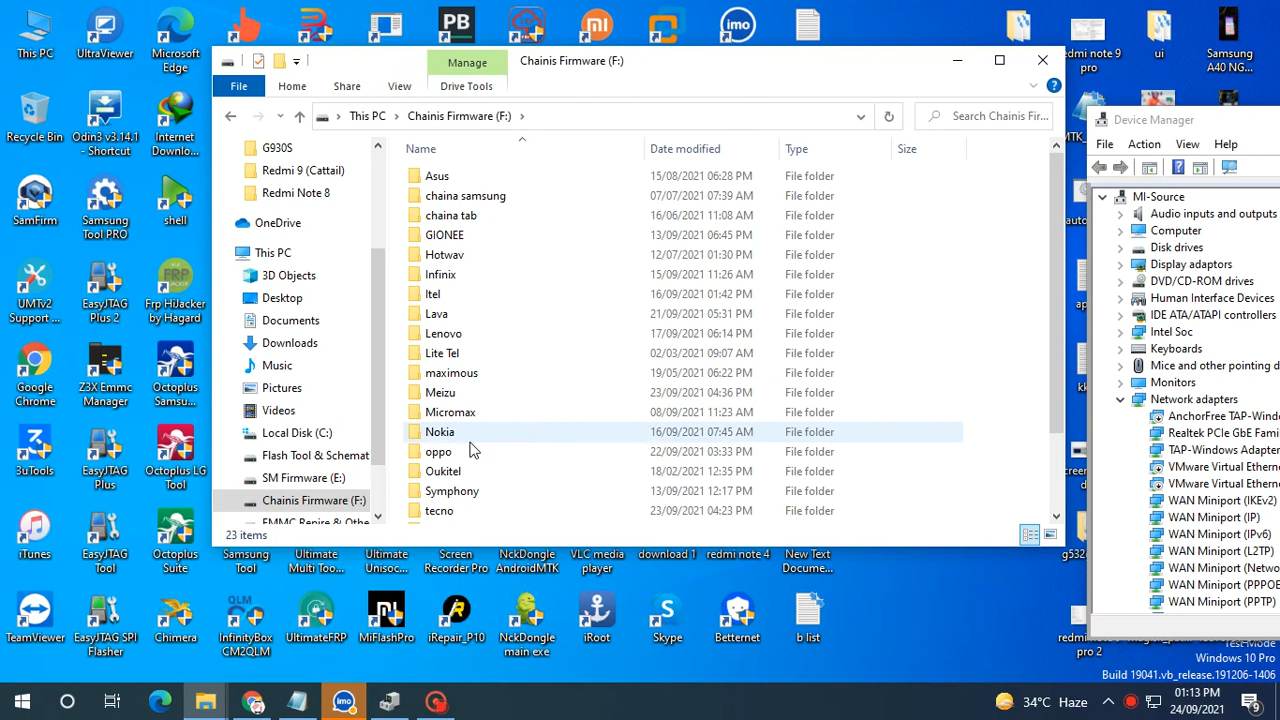 This PC
UltraViewer
Microsoft
Edge
PB
imo
redmi note 9
pro
ui
Samsung
A40 NG...
Recycle Bin
Odin3 v3.14.1
- Shortcut
Internet
Downlo...
SamFirm
Samsung
Tool PRO
shell
UMTv2
Support ...
EasyJTAG
Plus 2
Frp HiJacker
by Hagard
Google
Chrome
Z3X Emmc
Manager
Octoplus
Samsu...
3uTools
EasyJTAG
Plus
Octoplus LG
Tool
iTunes
EasyJTAG
Tool
Octoplus
Suite
TeamViewer
EasyJTAG SPI
Flasher
Chimera
Manage
Chainis Firmware (F:)
File
Home
Share
View
Drive Tools
This PC
Chainis Firmware (F:)
Search Chainis Fir...
G930S
Redmi 9 (Cattail)
Redmi Note 8
OneDrive
This PC
3D Objects
Desktop
Documents
Downloads
Music
Pictures
Videos
Local Disk (C:)
Flash Tool & Schemat
SM Firmware (E:)
Chainis Firmware (F:)
EMMC Repire & Othe
Name Date modified Type Size
Asus 15/08/2021 06:28 PM File folder
chaina samsung 07/07/2021 07:39 AM File folder
chaina tab 16/06/2021 11:08 AM File folder
GIONEE 13/09/2021 06:45 PM File folder
Hotwav 12/07/2021 01:30 PM File folder
Infinix 15/09/2021 11:26 AM File folder
Itel 16/09/2021 01:42 PM File folder
Lava 21/09/2021 05:31 PM File folder
Lenovo 17/09/2021 06:14 PM File folder
Lite Tel 02/03/2021 09:07 AM File folder
maximous 19/05/2021 06:22 PM File folder
Meizu 23/09/2021 04:36 PM File folder
Micromax 08/09/2021 11:23 AM File folder
Nokia 16/09/2021 07:45 AM File folder
oppo 22/09/2021 03:33 PM File folder
Oukitel 18/02/2021 12:35 PM File folder
Symphony 13/09/2021 12:17 PM File folder
tecno 23/09/2021 04:23 PM File folder
23 items
Samsung
Tool
Ultimate
Multi Too...
Ultimate
Unisoc...
Screen
Recorder Pro
NckDongle
AndroidMTK
VLC media
player
download 1
redmi note 4
New Text
Docume...
InfinityBox
CM2QLM
QLM
UltimateFRP
MiFlashPro
iRepair_P10
NckDongle
main exe
iRoot
Skype
Betternet
b list
MTK_
Device Manager
File
Action
View
Help
MI-Source
Audio inputs and outputs
Computer
Disk drives
Display adaptors
DVD/CD-ROM drives
Human Interface Devices
IDE ATA/ATAPI controllers
Intel Soc
Keyboards
Mice and other pointing d
Monitors
Network adapters
AnchorFree TAP-Windo
Realtek PCIe GbE Fami
TAP-Windows Adapter
VMware Virtual Ethern
VMware Virtual Ethern
WAN Miniport (IKEv2)
WAN Miniport (IP)
WAN Miniport (IPv6)
WAN Miniport (L2TP)
WAN Miniport (Netwo
WAN Miniport (PPPOE
WAN Miniport (PPTP)
Test Mode
Windows 10 Pro
Build 19041.vb_release.191206-1406
imo
34°C Haze
01:13 PM
24/09/2021
9